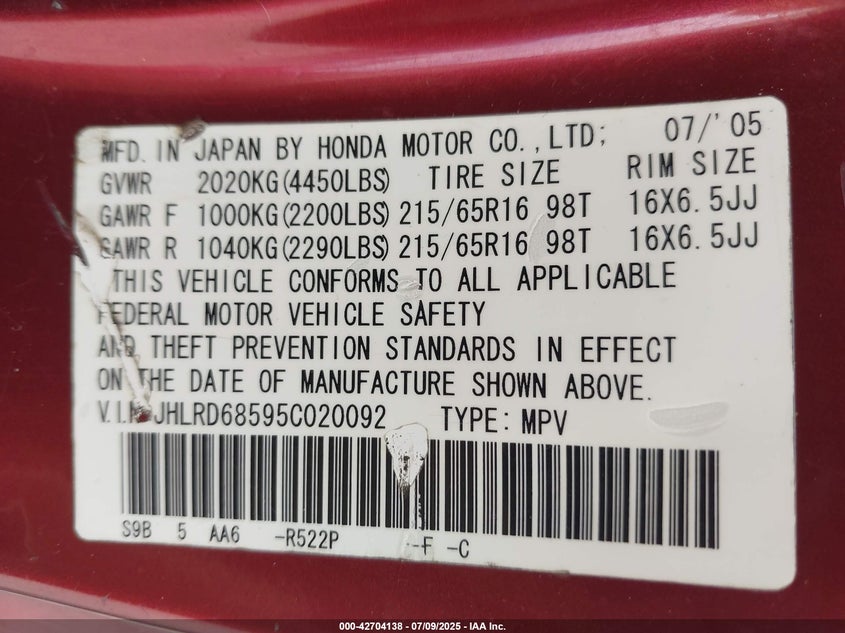 MFD. IN JAPAN BY HONDA MOTOR CO.,LTD; 07/'05
GVWR 2020KG(4450LBS) TIRE SIZE RIM SIZE
GAWR F 1000KG(2200LBS) 215/65R16 98T 16X6.5JJ
GAWR R 1040KG(2290LBS) 215/65R16 98T 16X6.5JJ
THIS VEHICLE CONFORMS TO ALL APPLICABLE
FEDERAL MOTOR VEHICLE SAFETY
AND THEFT PREVENTION STANDARDS IN EFFECT
ON THE DATE OF MANUFACTURE SHOWN ABOVE.
V.I.N JHLRD68595C020092 TYPE: MPV
S9B 5 AA6 -R522P -F -C
000-42704138 - 07/09/2025 - IAA Inc.